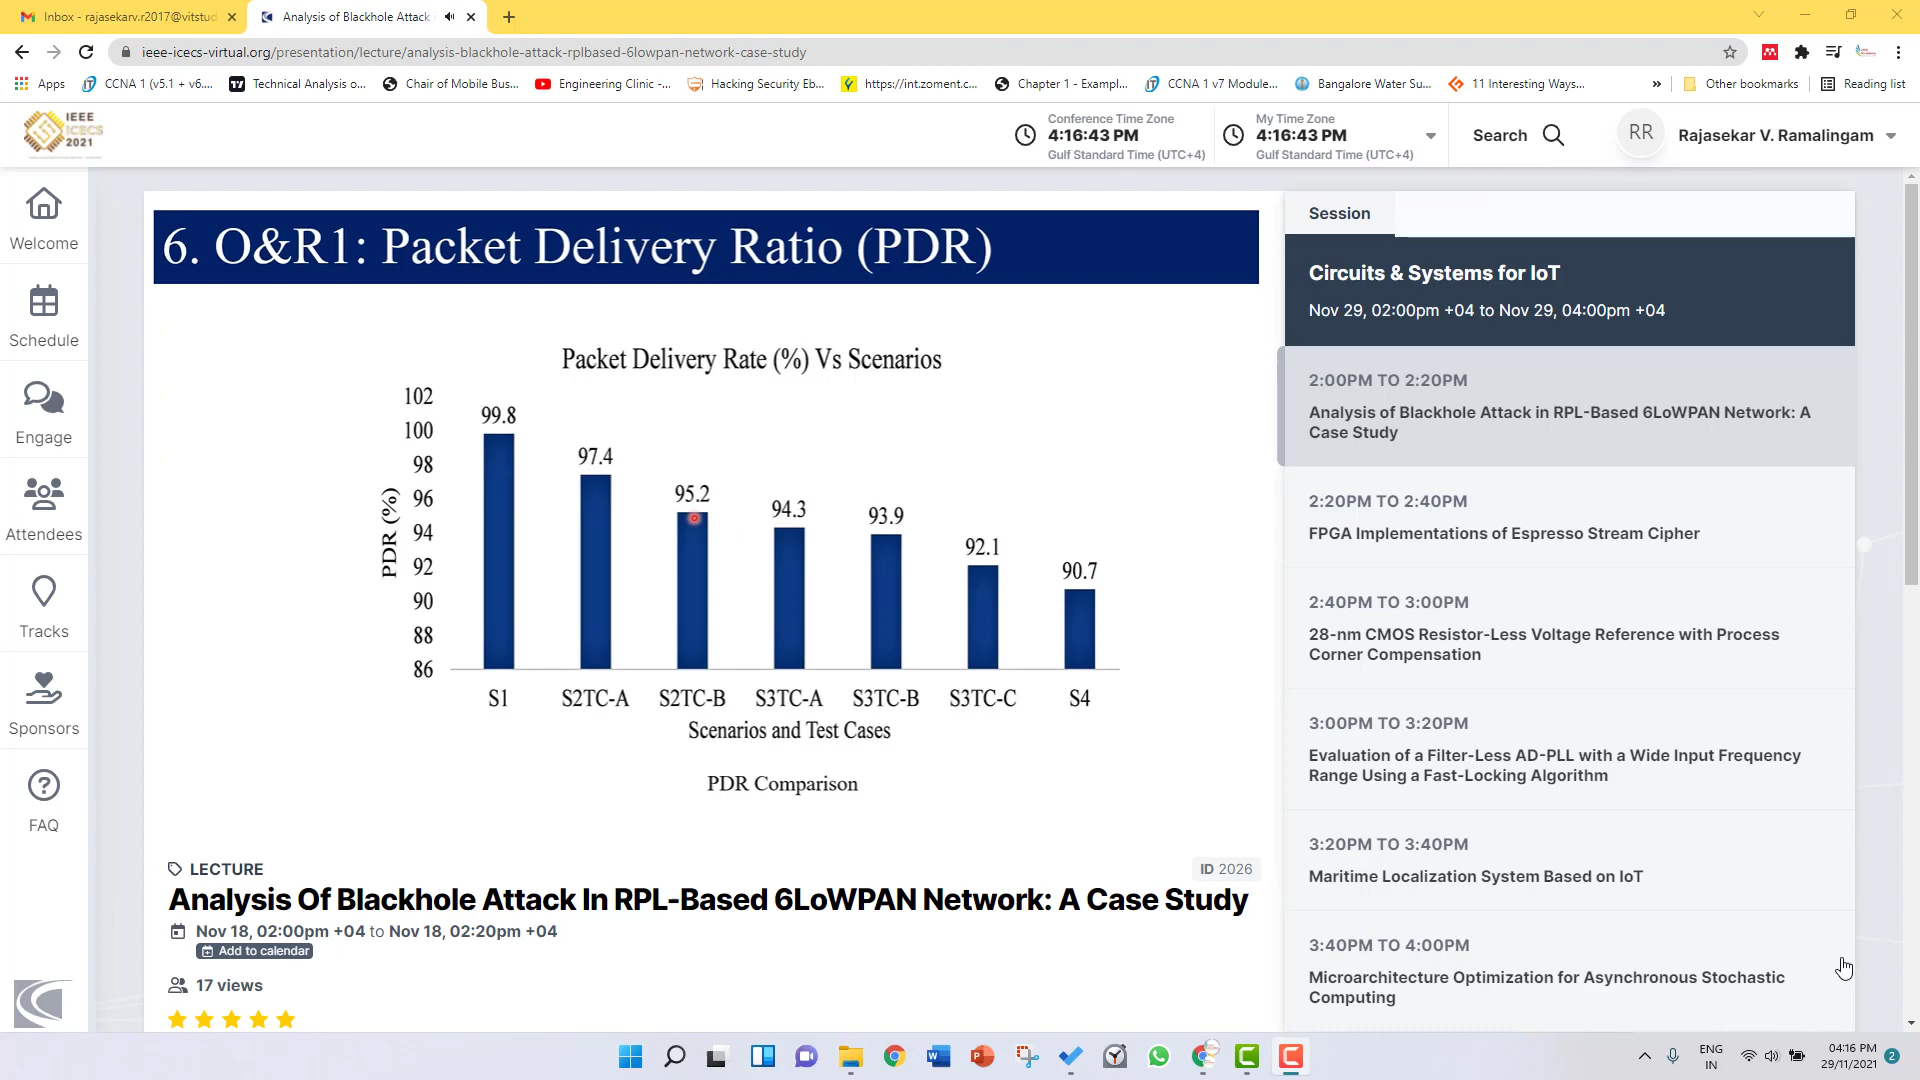 Inbox - rajasekarv.r2017@vitstud
Analysis of Blackhole Attack
ieee-icecs-virtual.org/presentation/lecture/analysis-blackhole-attack-rplbased-6lowpan-network-case-study
Apps
CCNA 1 (v5.1 + v6....
Technical Analysis o...
Chair of Mobile Bus...
Engineering Clinic -...
Hacking Security Eb...
https://int.zoment.c...
Chapter 1 - Exampl...
CCNA 1 v7 Module...
Bangalore Water Su...
11 Interesting Ways...
»
Other bookmarks
Reading list
IEEE
ICECS
2021
Conference Time Zone
4:16:43 PM
Gulf Standard Time (UTC+4)
My Time Zone
4:16:43 PM
Gulf Standard Time (UTC+4)
Search
RR
Rajasekar V. Ramalingam
Welcome
Schedule
Engage
Attendees
Tracks
Sponsors
FAQ
6. O&R1: Packet Delivery Ratio (PDR)
Packet Delivery Rate (%) Vs Scenarios
PDR (%)
102
100
98
96
94
92
90
88
86
99.8
97.4
95.2
94.3
93.9
92.1
90.7
S1 S2TC-A S2TC-B S3TC-A S3TC-B S3TC-C S4
Scenarios and Test Cases
PDR Comparison
LECTURE
ID 2026
Analysis Of Blackhole Attack In RPL-Based 6LoWPAN Network: A Case Study
Nov 18, 02:00pm +04 to Nov 18, 02:20pm +04
Add to calendar
17 views
Session
Circuits & Systems for IoT
Nov 29, 02:00pm +04 to Nov 29, 04:00pm +04
2:00PM TO 2:20PM
Analysis of Blackhole Attack in RPL-Based 6LoWPAN Network: A
Case Study
2:20PM TO 2:40PM
FPGA Implementations of Espresso Stream Cipher
2:40PM TO 3:00PM
28-nm CMOS Resistor-Less Voltage Reference with Process
Corner Compensation
3:00PM TO 3:20PM
Evaluation of a Filter-Less AD-PLL with a Wide Input Frequency
Range Using a Fast-Locking Algorithm
3:20PM TO 3:40PM
Maritime Localization System Based on IoT
3:40PM TO 4:00PM
Microarchitecture Optimization for Asynchronous Stochastic
Computing
ENG
IN
04:16 PM
29/11/2021
2